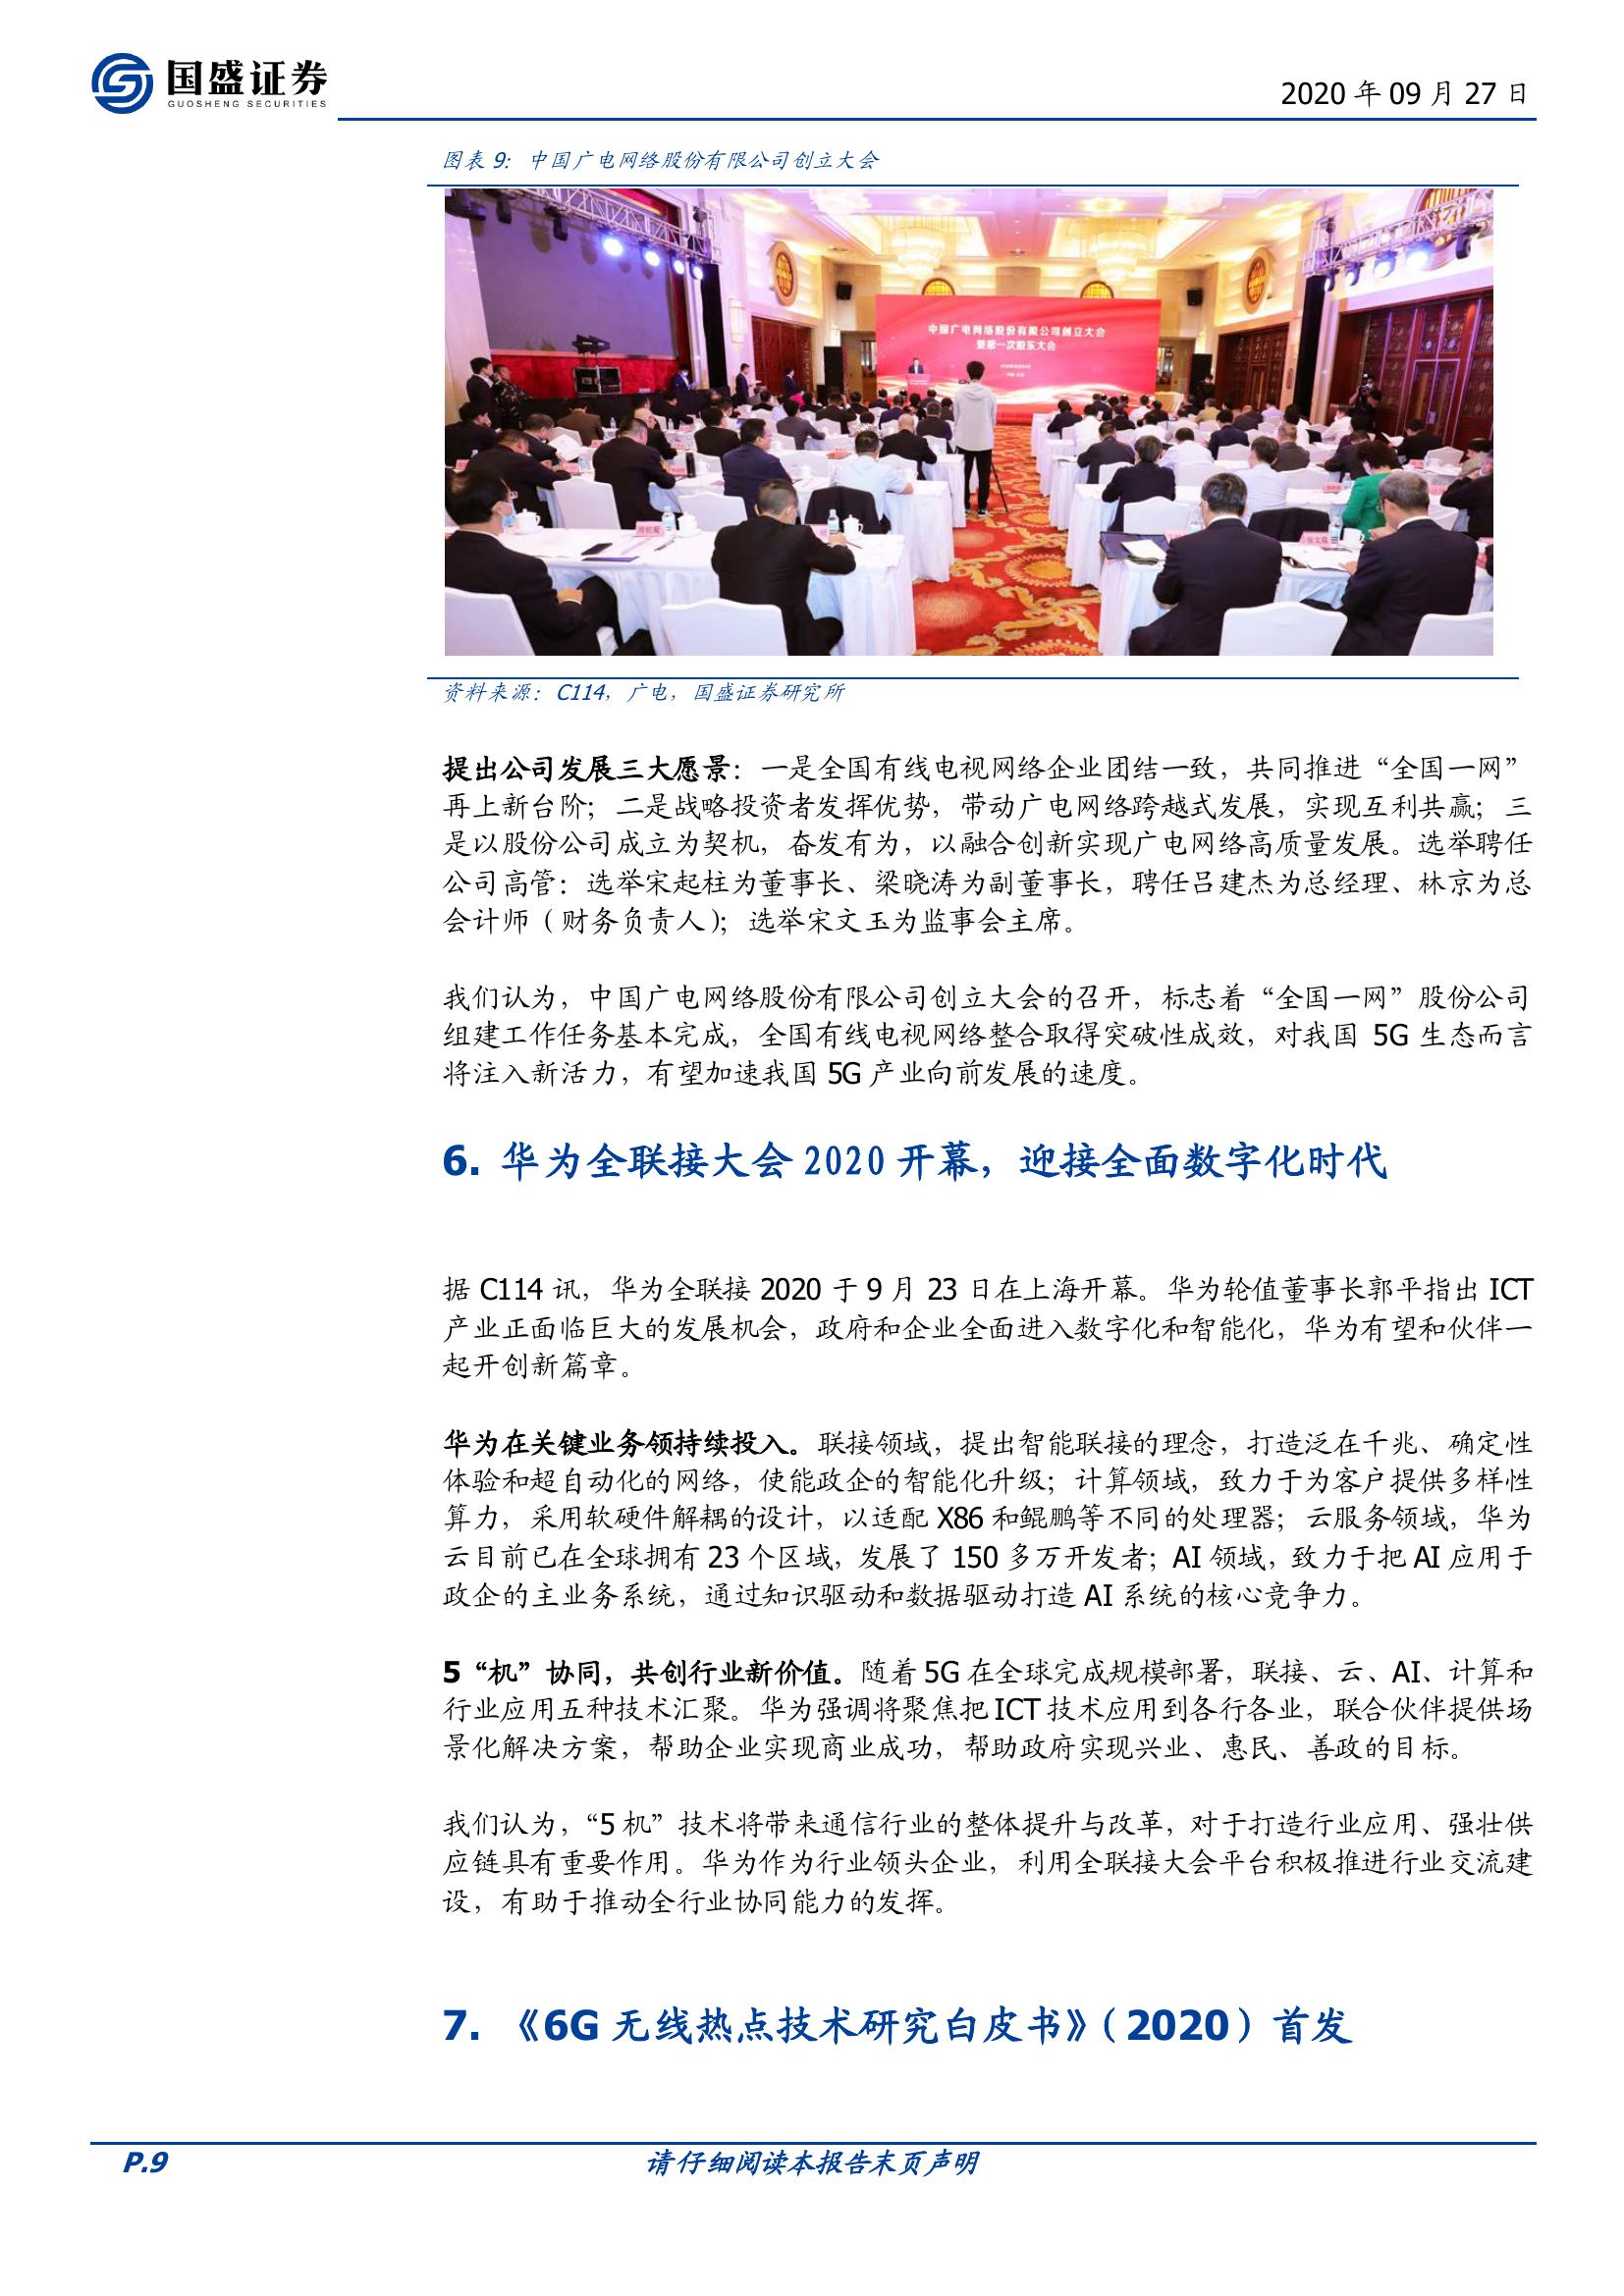 国盛证券
GUOSHENG SECURITIES
2020 年 09 月 27 日
图表 9：中国广电网络股份有限公司创立大会
中国广电网络股份有限公司创立大会
暨第一次股东大会
资料来源：C114，广电，国盛证券研究所
提出公司发展三大愿景：一是全国有线电视网络企业团结一致，共同推进“全国一网”
再上新台阶；二是战略投资者发挥优势，带动广电网络跨越式发展，实现互利共赢；三
是以股份公司成立为契机，奋发有为，以融合创新实现广电网络高质量发展。选举聘任
公司高管：选举宋起柱为董事长、梁晓涛为副董事长，聘任吕建杰为总经理、林京为总
会计师（财务负责人）；选举宋文玉为监事会主席。
我们认为，中国广电网络股份有限公司创立大会的召开，标志着“全国一网”股份公司
组建工作任务基本完成，全国有线电视网络整合取得突破性成效，对我国 5G 生态而言
将注入新活力，有望加速我国 5G 产业向前发展的速度。
6. 华为全联接大会 2020 开幕，迎接全面数字化时代
据 C114 讯，华为全联接 2020 于 9 月 23 日在上海开幕。华为轮值董事长郭平指出 ICT
产业正面临巨大的发展机会，政府和企业全面进入数字化和智能化，华为有望和伙伴一
起开创新篇章。
华为在关键业务领持续投入。联接领域，提出智能联接的理念，打造泛在千兆、确定性
体验和超自动化的网络，使能政企的智能化升级；计算领域，致力于为客户提供多样性
算力，采用软硬件解耦的设计，以适配 X86 和鲲鹏等不同的处理器；云服务领域，华为
云目前已在全球拥有 23 个区域，发展了 150 多万开发者；AI 领域，致力于把 AI 应用于
政企的主业务系统，通过知识驱动和数据驱动打造 AI 系统的核心竞争力。
5“机”协同，共创行业新价值。随着 5G 在全球完成规模部署，联接、云、AI、计算和
行业应用五种技术汇聚。华为强调将聚焦把 ICT 技术应用到各行各业，联合伙伴提供场
景化解决方案，帮助企业实现商业成功，帮助政府实现兴业、惠民、善政的目标。
我们认为，“5 机”技术将带来通信行业的整体提升与改革，对于打造行业应用、强壮供
应链具有重要作用。华为作为行业领头企业，利用全联接大会平台积极推进行业交流建
设，有助于推动全行业协同能力的发挥。
7. 《6G 无线热点技术研究白皮书》（2020）首发
P.9
请仔细阅读本报告末页声明